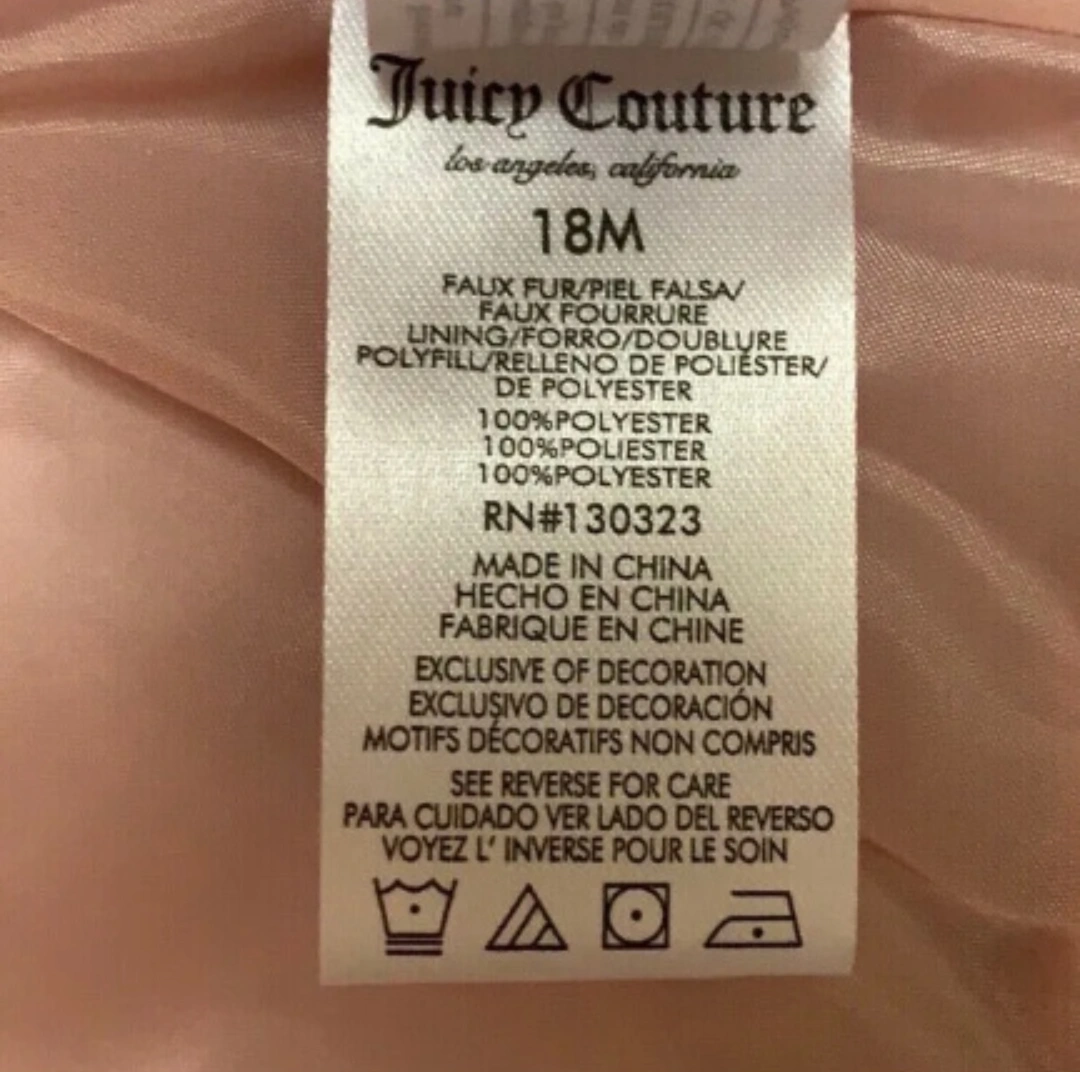 Juicy Couture
los angeles, california
18M
FAUX FUR/PIEL FALSA/
FAUX FOURRURE
LINING/FORRO/DOUBLURE
POLYFILL/RELLENO DE POLIÉSTER/
DE POLYESTER
100%POLYESTER
100%POLIESTER
100%POLYESTER
RN#130323
MADE IN CHINA
HECHO EN CHINA
FABRIQUE EN CHINE
EXCLUSIVE OF DECORATION
EXCLUSIVO DE DECORACIÓN
MOTIFS DÉCORATIFS NON COMPRIS
SEE REVERSE FOR CARE
PARA CUIDADO VER LADO DEL REVERSO
VOYEZ L' INVERSE POUR LE SOIN